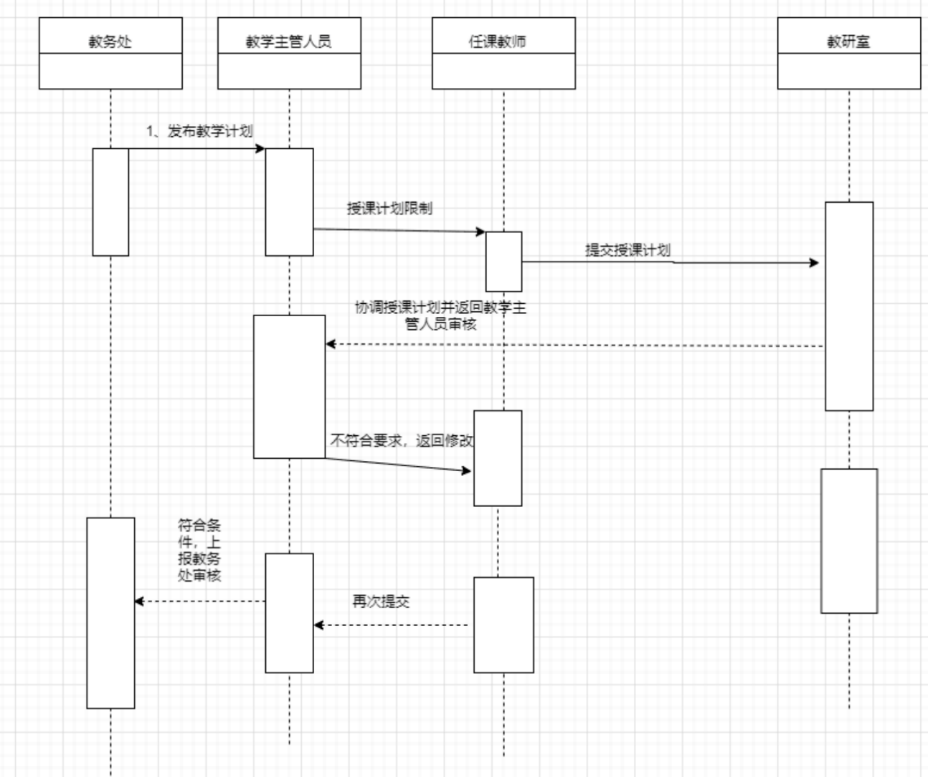 教务处
教学主管人员
任课教师
教研室
1、发布教学计划
授课计划限制
提交授课计划
协调授课计划并返回教学主
管人员审核
不符合要求，返回修改
符合条
件，上
报教务
处审核
再次提交